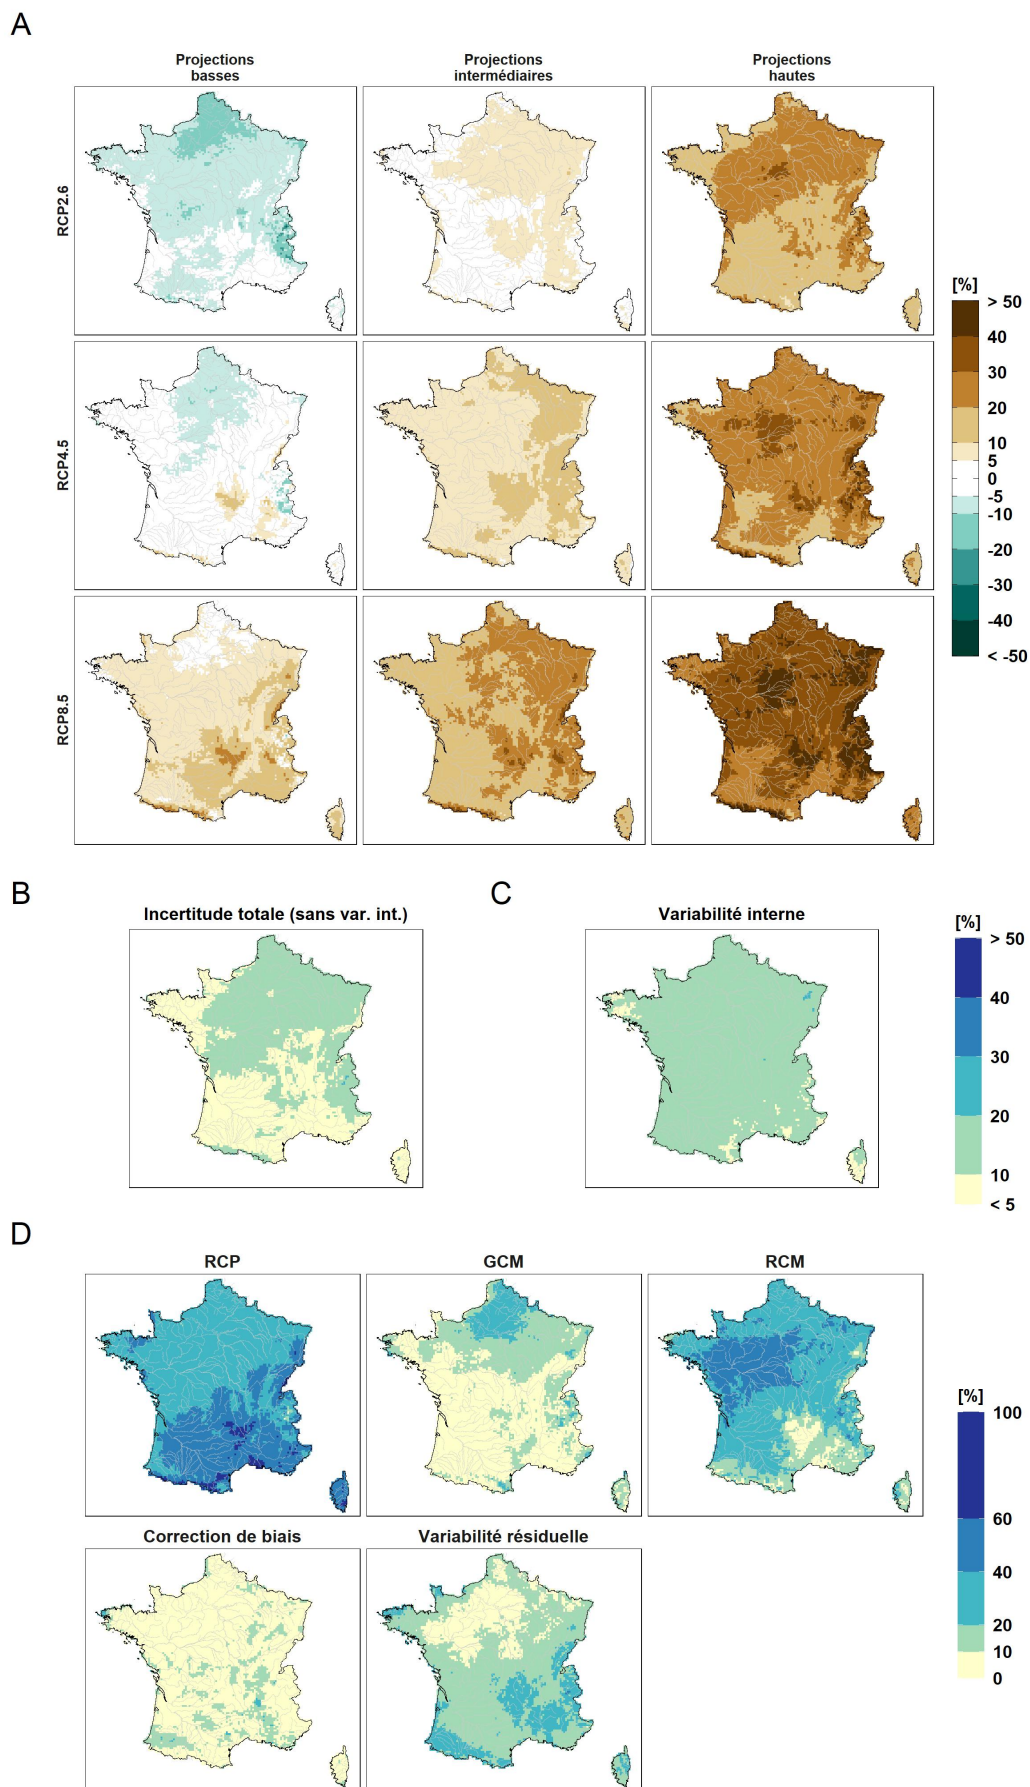 A
Projections
basses
Projections
intermédiaires
Projections
hautes
RCP2.6
RCP4.5
RCP8.5
[%]
> 50
40
30
20
10
5
0
-5
-10
-20
-30
-40
< -50
B
Incertitude totale (sans var. int.)
C
Variabilité interne
[%]
> 50
40
30
20
10
< 5
D
RCP
GCM
RCM
Correction de biais
Variabilité résiduelle
[%]
100
60
40
20
10
0